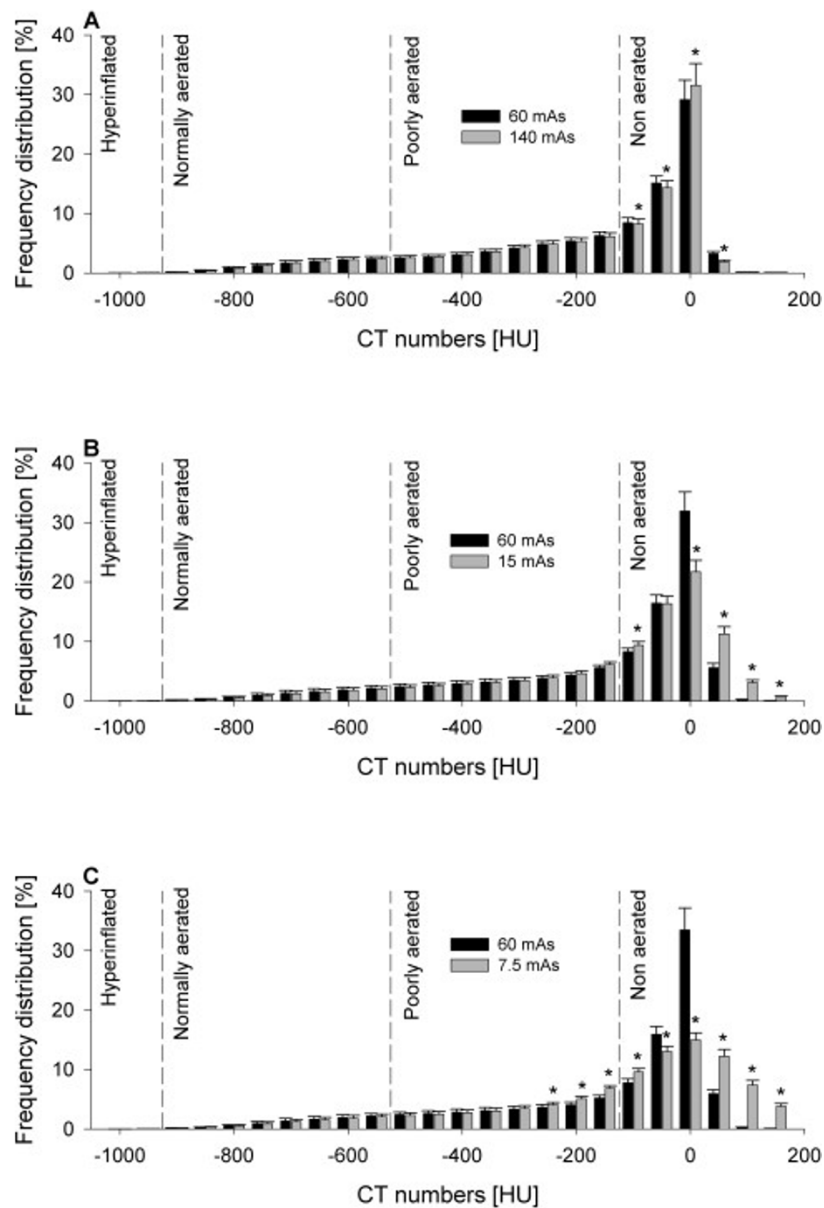 A
Frequency distribution [%]
40
30
20
10
0
Hyperinflated
Normally aerated
Poorly aerated
Non aerated
60 mAs
140 mAs
*
*
*
*
-1000
-800
-600
-400
-200
0
200
CT numbers [HU]
B
Frequency distribution [%]
40
30
20
10
0
Hyperinflated
Normally aerated
Poorly aerated
Non aerated
60 mAs
15 mAs
*
*
*
*
*
-1000
-800
-600
-400
-200
0
200
CT numbers [HU]
C
Frequency distribution [%]
40
30
20
10
0
Hyperinflated
Normally aerated
Poorly aerated
Non aerated
60 mAs
7.5 mAs
*
*
*
*
*
*
*
*
*
-1000
-800
-600
-400
-200
0
200
CT numbers [HU]